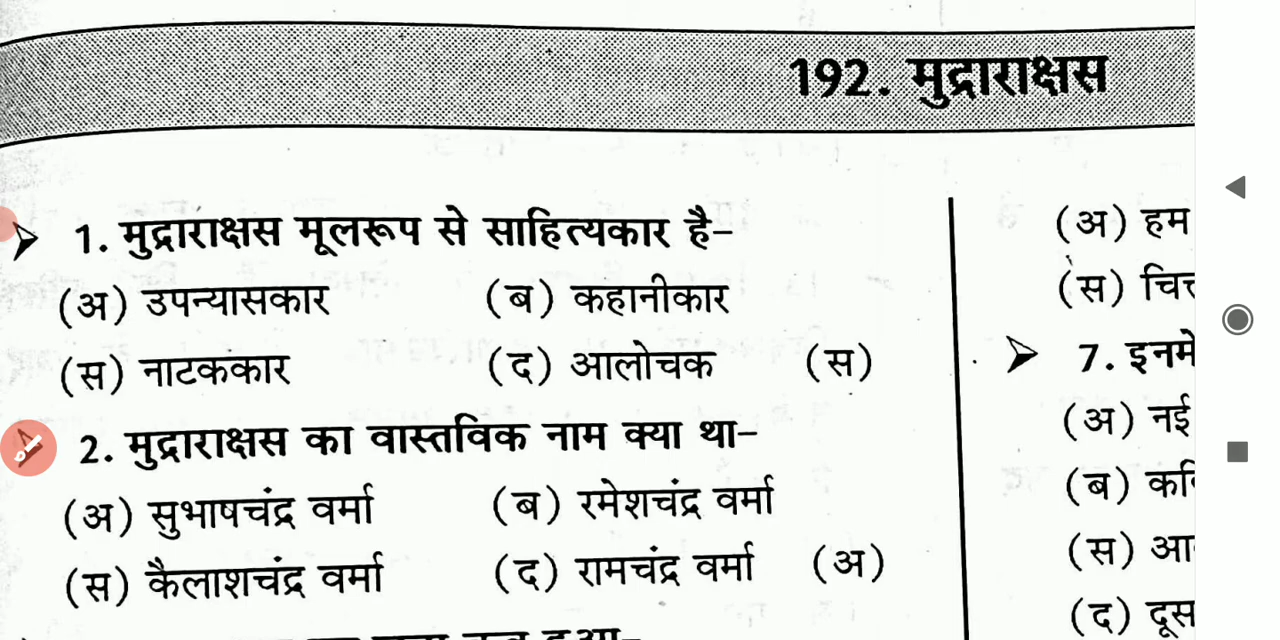 192. मुद्राराक्षस
1. मुद्राराक्षस मूलरूप से साहित्यकार है–
(अ) उपन्यासकार (ब) कहानीकार
(स) नाटककार (द) आलोचक (स)
2. मुद्राराक्षस का वास्तविक नाम क्या था–
(अ) सुभाषचंद्र वर्मा (ब) रमेशचंद्र वर्मा
(स) कैलाशचंद्र वर्मा (द) रामचंद्र वर्मा (अ)
(अ) हम
(स)
7. इनमें
(अ) नई
(ब)
(स) आ
(द) दूस